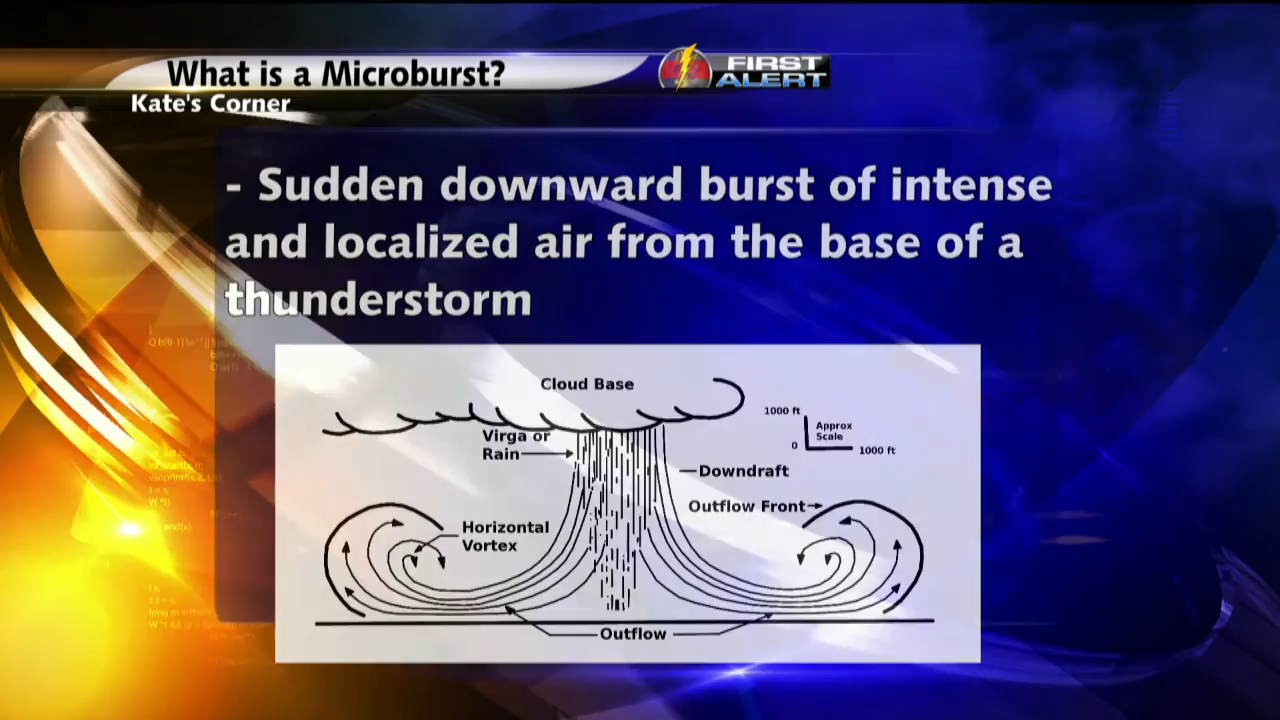 What is a Microburst?
FIRST
ALERT
Kate's Corner
- Sudden downward burst of intense
and localized air from the base of a
thunderstorm
Cloud Base
1000 ft
Approx
Scale
0
1000 ft
Virga or
Rain
Downdraft
Outflow Front
Horizontal
Vortex
Outflow